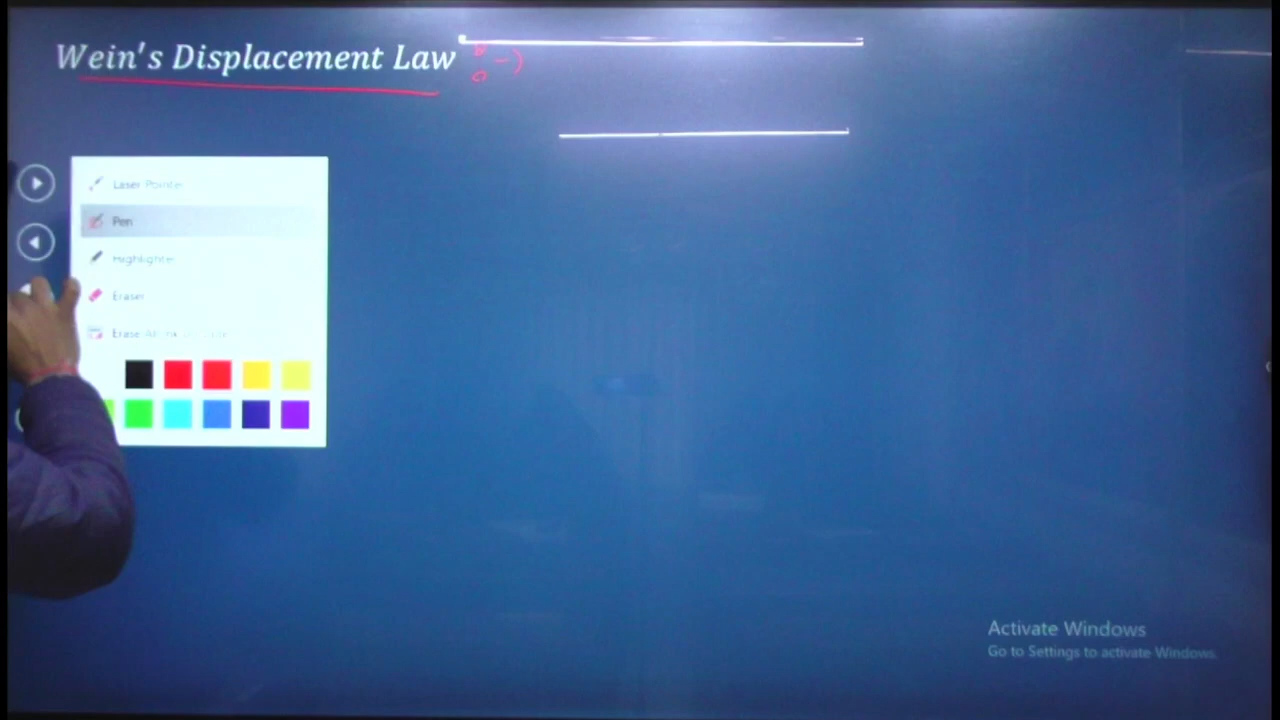 Wein's Displacement Law
Laser Pointer
Pen
Highlighter
Eraser
Activate Windows
Go to Settings to activate Windows.